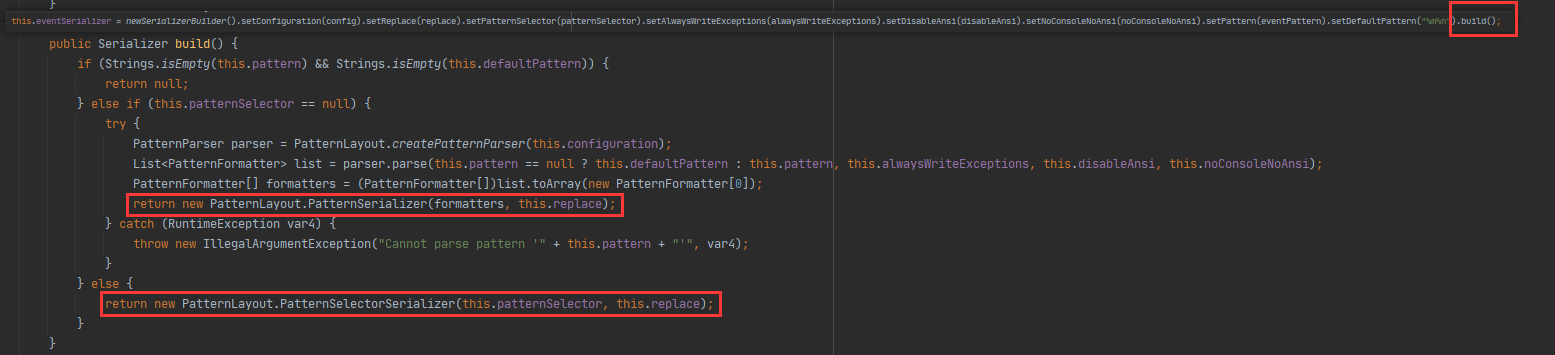 }
this.eventSerializer = newSerializerBuilder().setConfiguration(config).setReplace(replace).setPatternSelector(patternSelector).setAlwaysWriteExceptions(alwaysWriteExceptions).setDisableAnsi(disableAnsi).setNoConsoleNoAnsi(noConsoleNoAnsi).setPattern(eventPattern).setDefaultPattern("%m%n").build();
public Serializer build() {
if (Strings.isEmpty(this.pattern) && Strings.isEmpty(this.defaultPattern)) {
return null;
} else if (this.patternSelector == null) {
try {
PatternParser parser = PatternLayout.createPatternParser(this.configuration);
List<PatternFormatter> list = parser.parse(this.pattern == null ? this.defaultPattern : this.pattern, this.alwaysWriteExceptions, this.disableAnsi, this.noConsoleNoAnsi);
PatternFormatter[] formatters = (PatternFormatter[])list.toArray(new PatternFormatter[0]);
return new PatternLayout.PatternSerializer(formatters, this.replace);
} catch (RuntimeException var4) {
throw new IllegalArgumentException("Cannot parse pattern '" + this.pattern + "'", var4);
}
} else {
return new PatternLayout.PatternSelectorSerializer(this.patternSelector, this.replace);
}
}